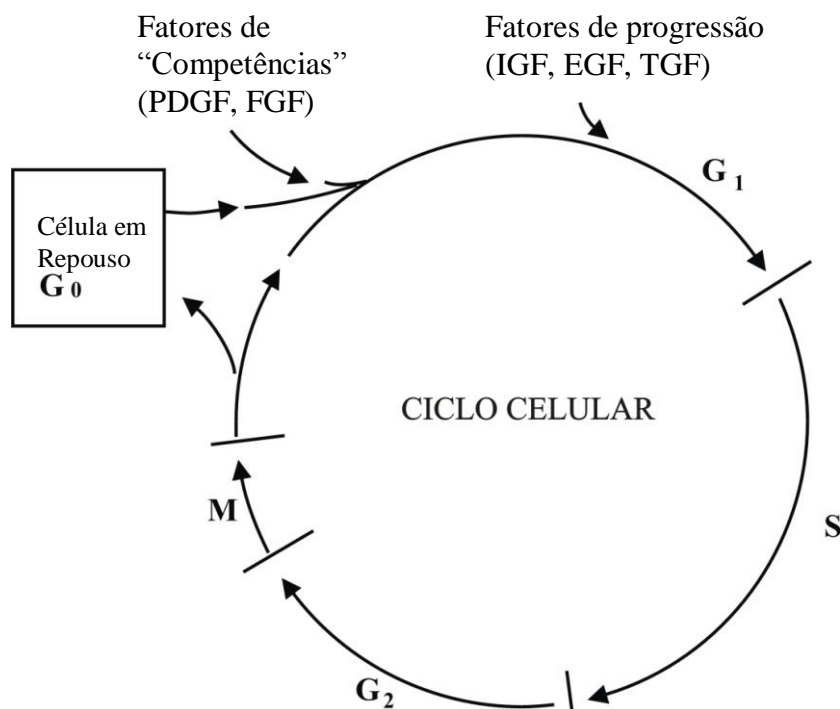 Fatores de
“Competências”
(PDGF, FGF)
Fatores de progressão
(IGF, EGF, TGF)
G1
Célula em
Repouso
G0
CICLO CELULAR
M
S
G2